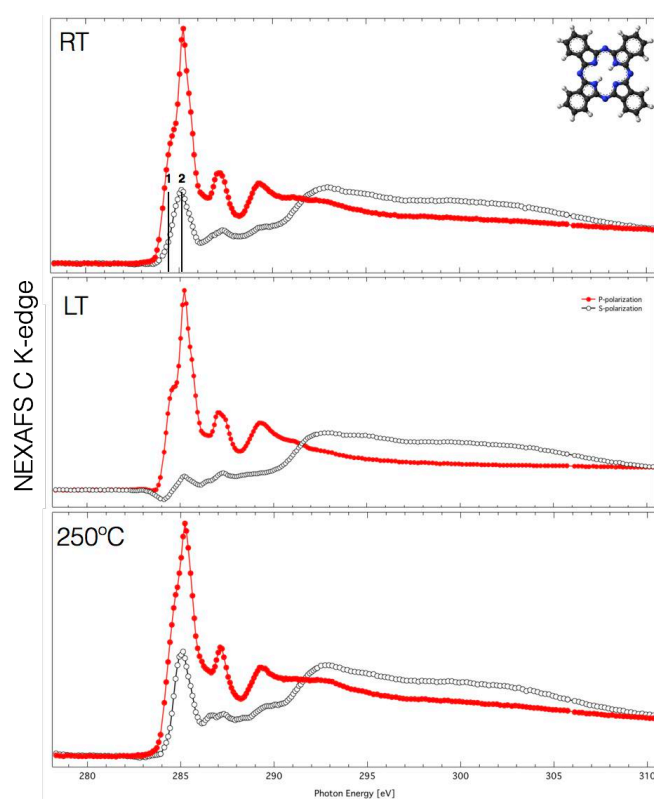 RT
1 2
LT
P-polarization
S-polarization
NEXAFS C K-edge
250°C
280 285 290 295 300 305 310
Photon Energy [eV]